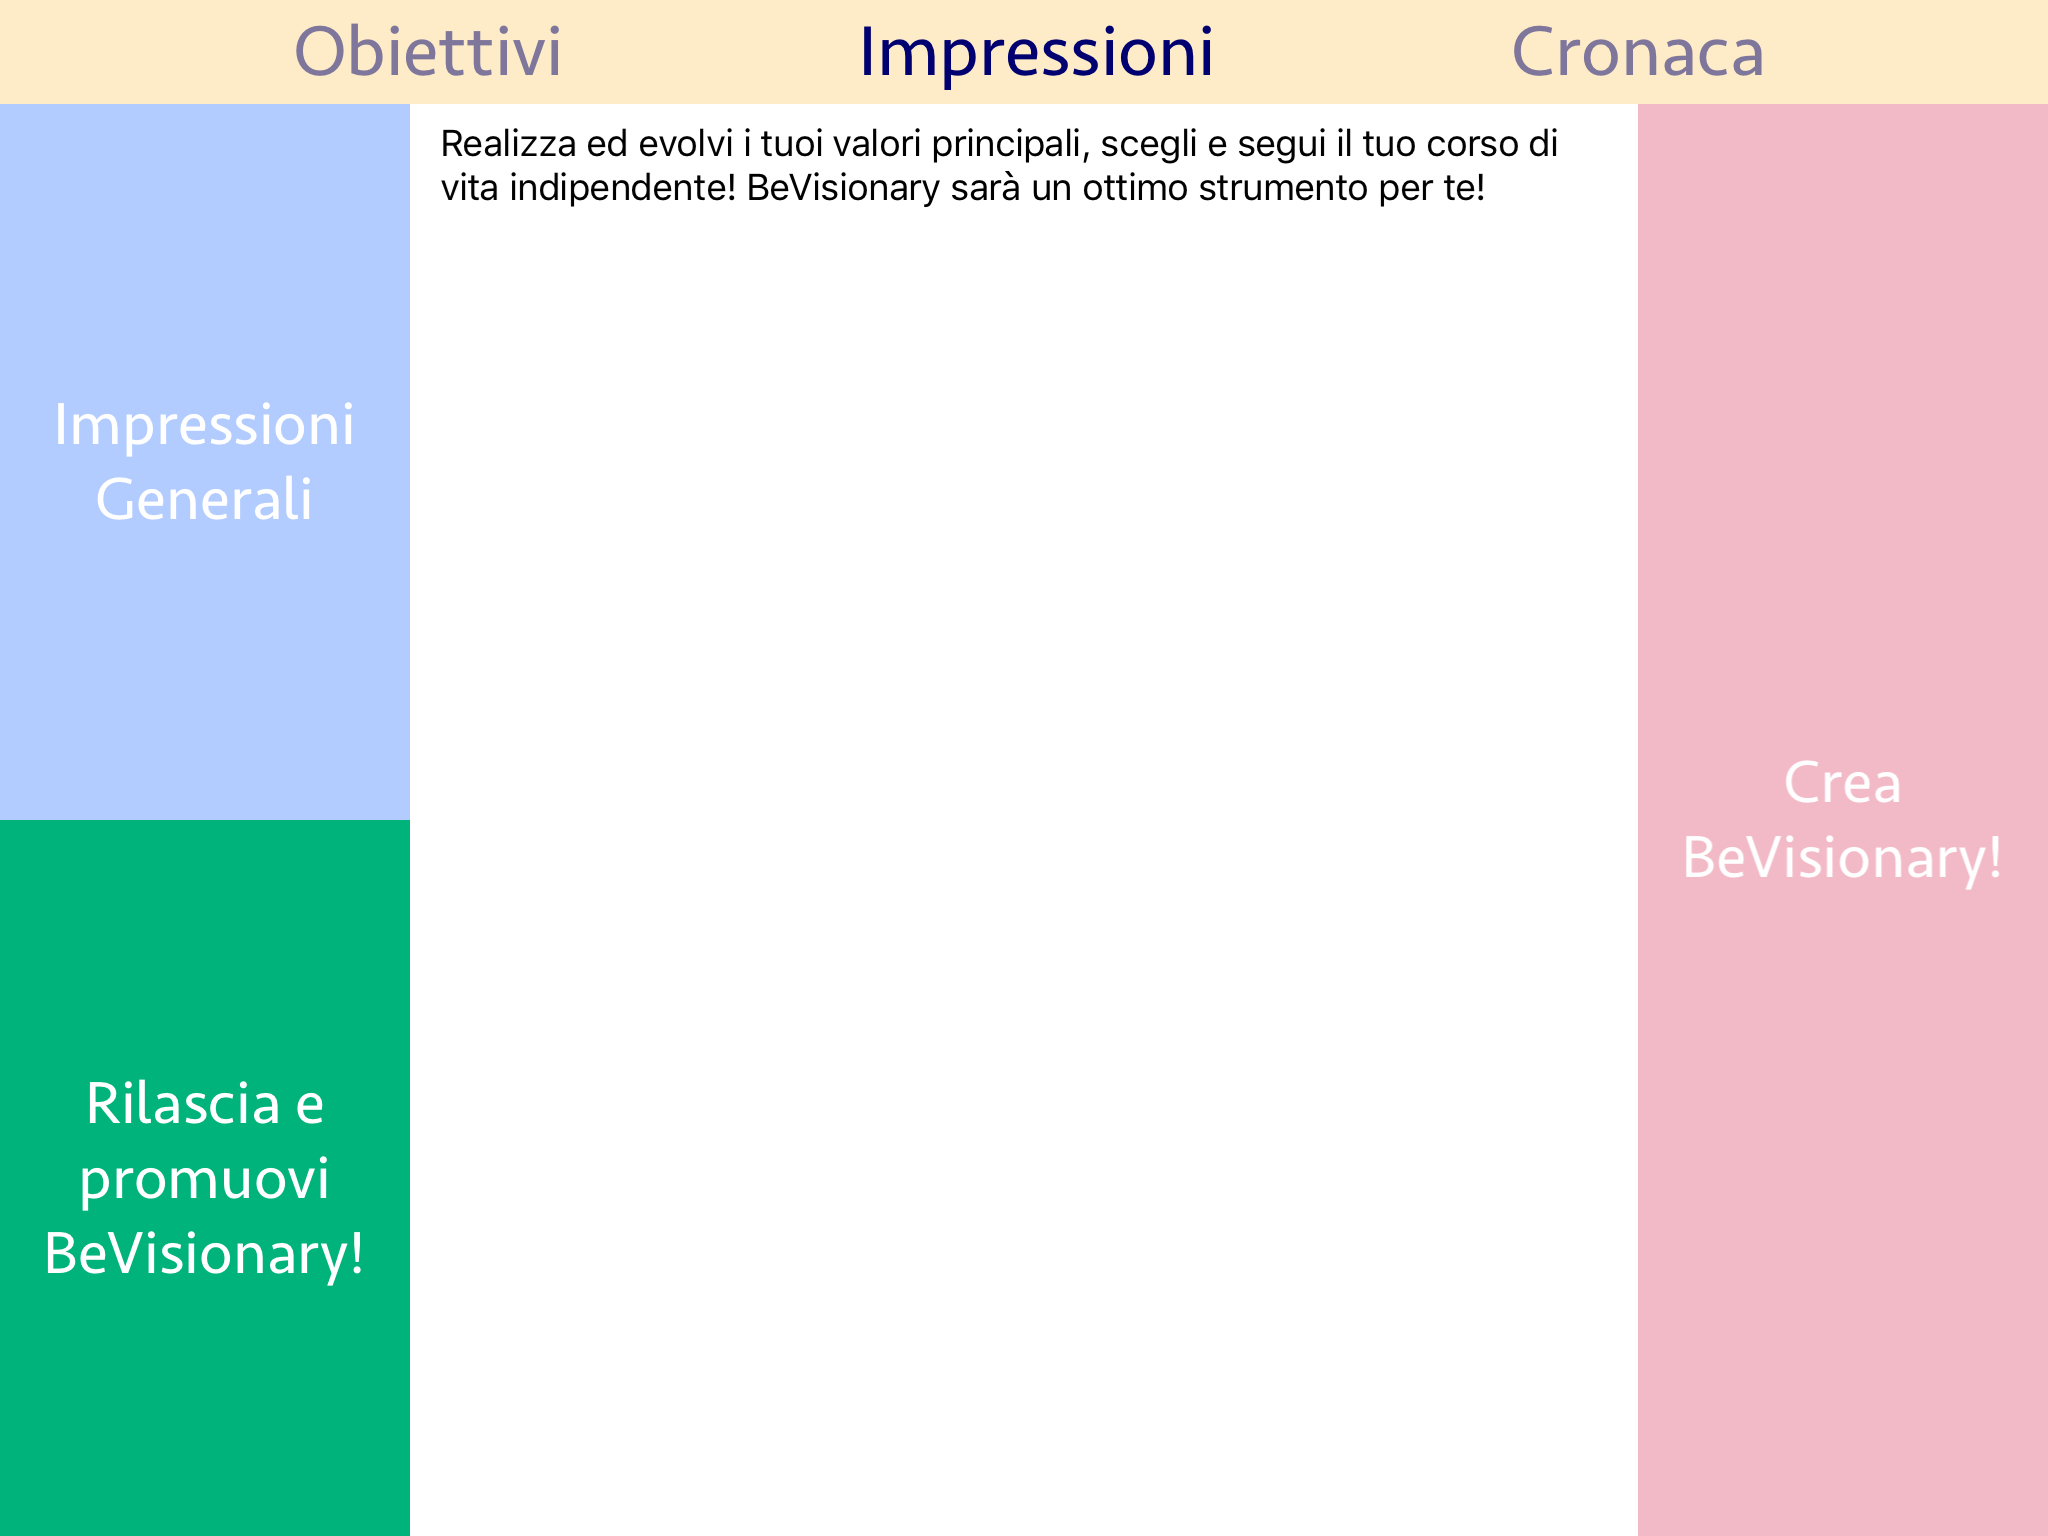 Obiettivi
Impressioni
Cronaca
Impressioni
Generali
Rilascia e
promuovi
BeVisionary!
Realizza ed evolvi i tuoi valori principali, scegli e segui il tuo corso di
vita indipendente! BeVisionary sarà un ottimo strumento per te!
Crea
BeVisionary!